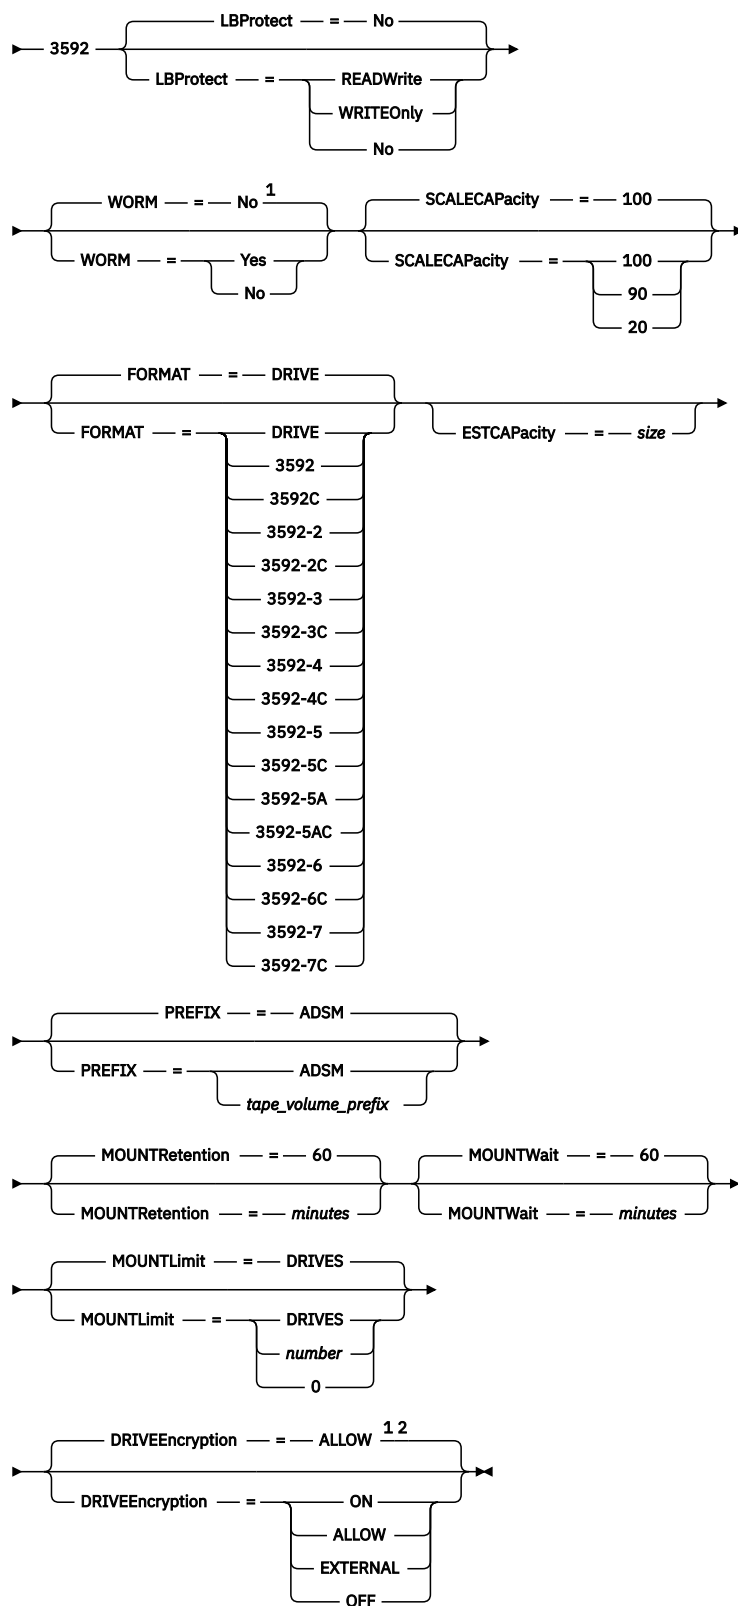 LBProtect = No
3592
LBProtect = READWrite
WRITEOnly
No
WORM = No 1 SCALECAPacity = 100
WORM = Yes SCALECAPacity = 100
No 90
20
FORMAT = DRIVE
FORMAT = DRIVE ESTCAPacity = size
3592
3592C
3592-2
3592-2C
3592-3
3592-3C
3592-4
3592-4C
3592-5
3592-5C
3592-5A
3592-5AC
3592-6
3592-6C
3592-7
3592-7C
PREFIX = ADSM
PREFIX = ADSM
tape_volume_prefix
MOUNTRetention = 60 MOUNTWait = 60
MOUNTRetention = minutes MOUNTWait = minutes
MOUNTLimit = DRIVES
MOUNTLimit = DRIVES
number
0
DRIVEEncryption = ALLOW 1 2
DRIVEEncryption = ON
ALLOW
EXTERNAL
OFF